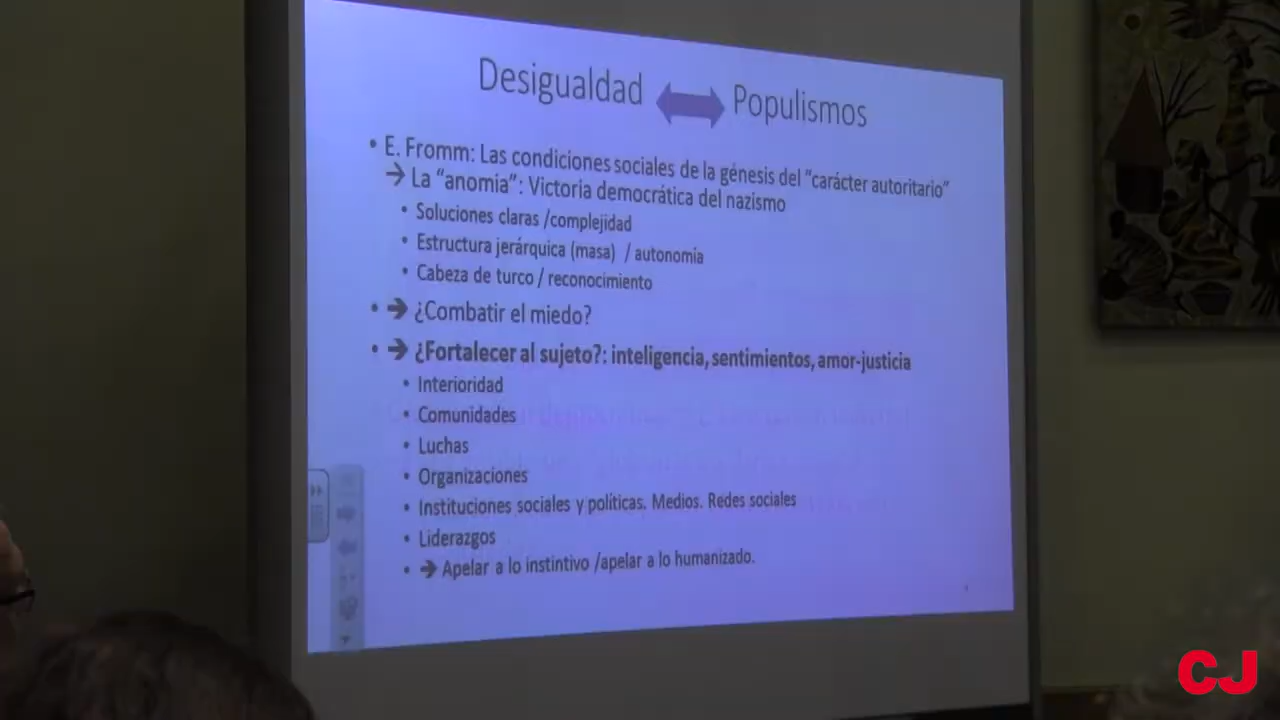 Desigualdad Populismos
• E. Fromm: Las condiciones sociales de la génesis del "carácter autoritario"
→ La "anomia": Victoria democrática del nazismo
• Soluciones claras /complejidad
• Estructura jerárquica (masa) / autonomía
• Cabeza de turco / reconocimiento
• → ¿Combatir el miedo?
• → ¿Fortalecer al sujeto?: inteligencia, sentimientos, amor-justicia
• Interioridad
• Comunidades
• Luchas
• Organizaciones
• Instituciones sociales y políticas. Medios. Redes sociales
• Liderazgos
• → Apelar a lo instintivo /apelar a lo humanizado.
CJ